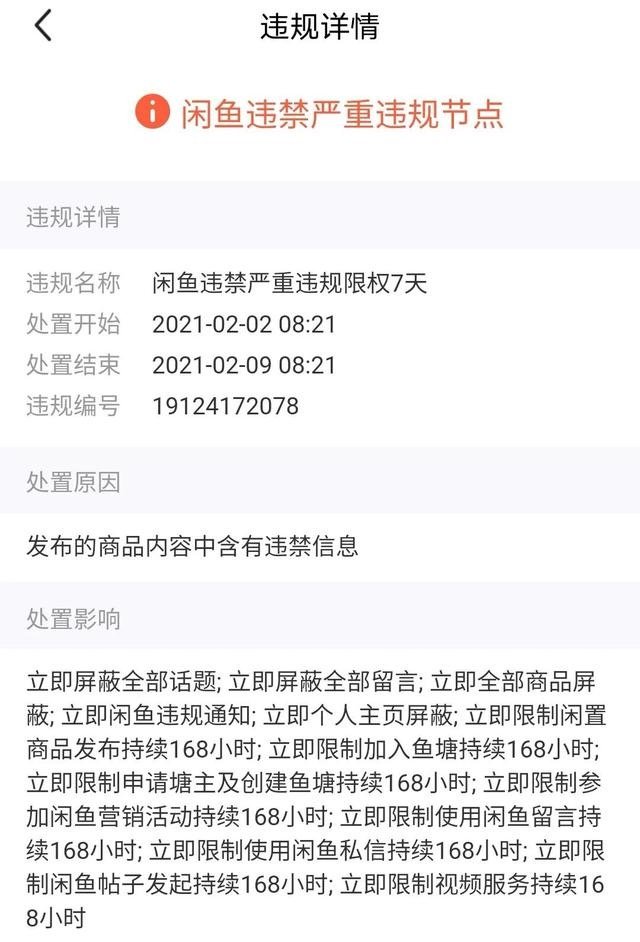 违规详情
闲鱼违禁严重违规节点
违规详情
违规名称 闲鱼违禁严重违规限权7天
处置开始 2021-02-02 08:21
处置结束 2021-02-09 08:21
违规编号 19124172078
处置原因
发布的商品内容中含有违禁信息
处置影响
立即屏蔽全部话题; 立即屏蔽全部留言; 立即全部商品屏
蔽; 立即闲鱼违规通知; 立即个人主页屏蔽; 立即限制闲置
商品发布持续168小时; 立即限制加入鱼塘持续168小时;
立即限制申请塘主及创建鱼塘持续168小时; 立即限制参
加闲鱼营销活动持续168小时; 立即限制使用闲鱼留言持
续168小时; 立即限制使用闲鱼私信持续168小时; 立即限
制闲鱼帖子发起持续168小时; 立即限制视频服务持续16
8小时